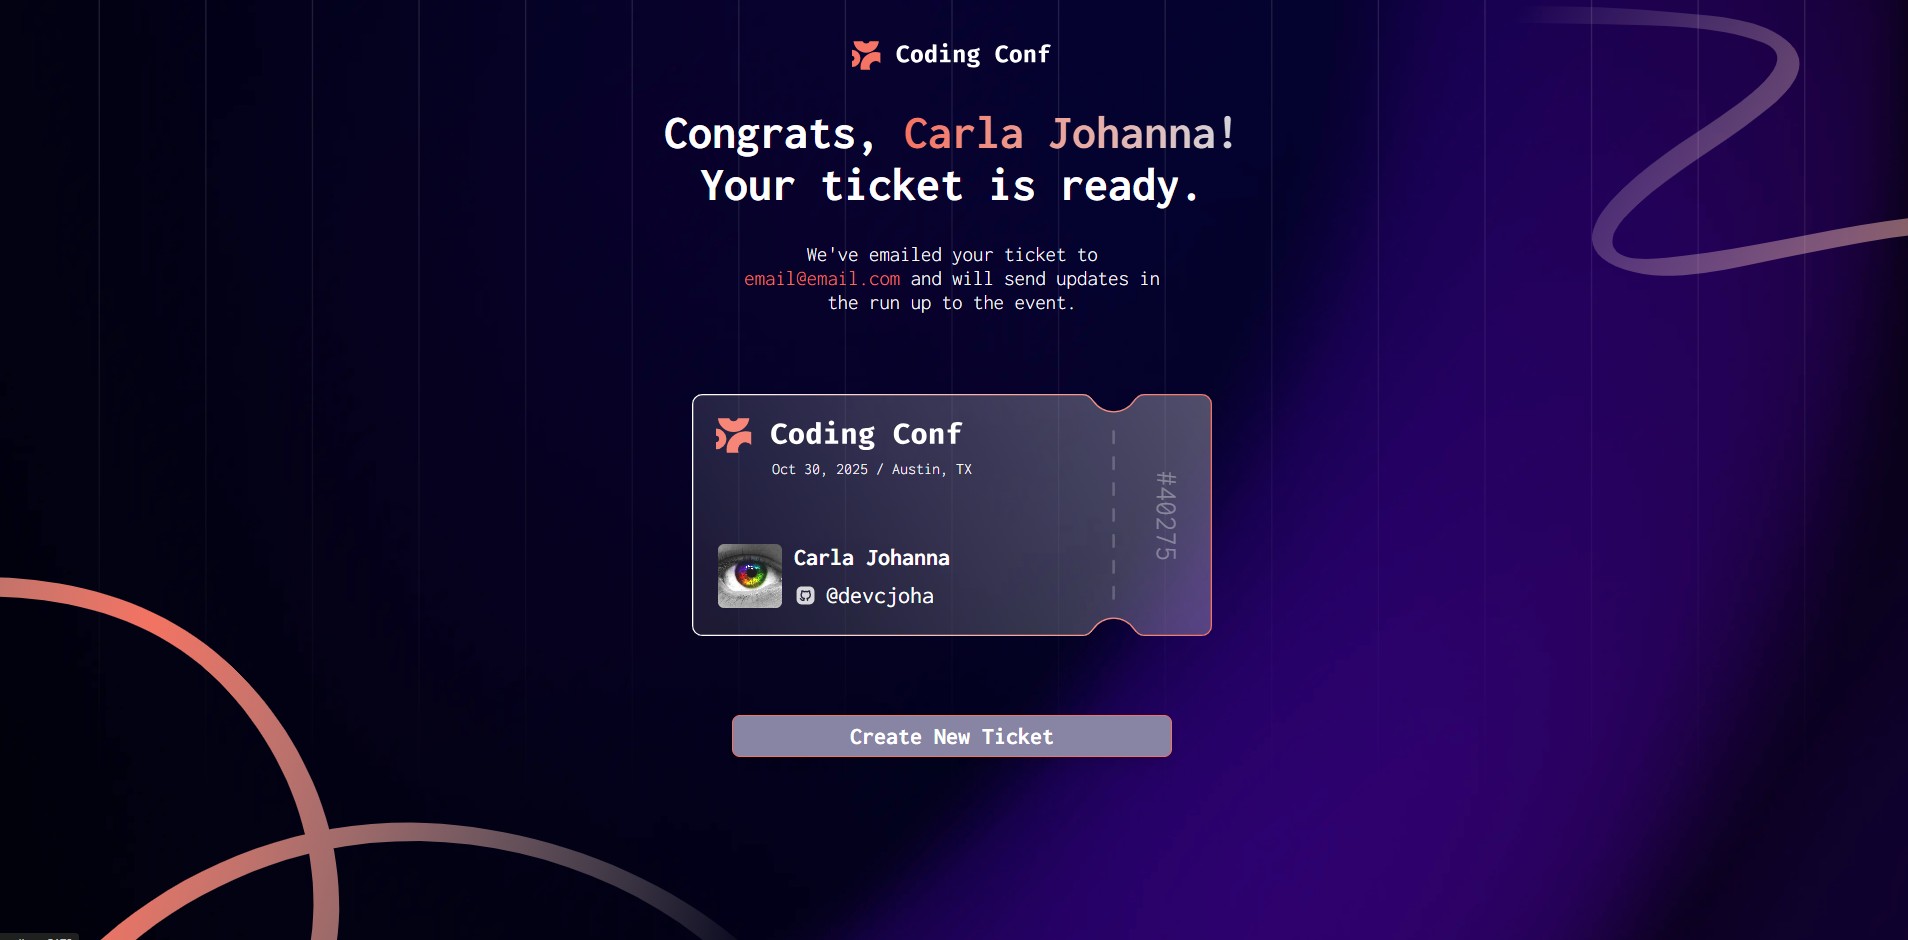 Coding Conf
Congrats, Carla Johanna!
Your ticket is ready.
We've emailed your ticket to
email@email.com and will send updates in
the run up to the event.
Coding Conf
Oct 30, 2025 / Austin, TX
#40275
Carla Johanna
@devcjoha
Create New Ticket